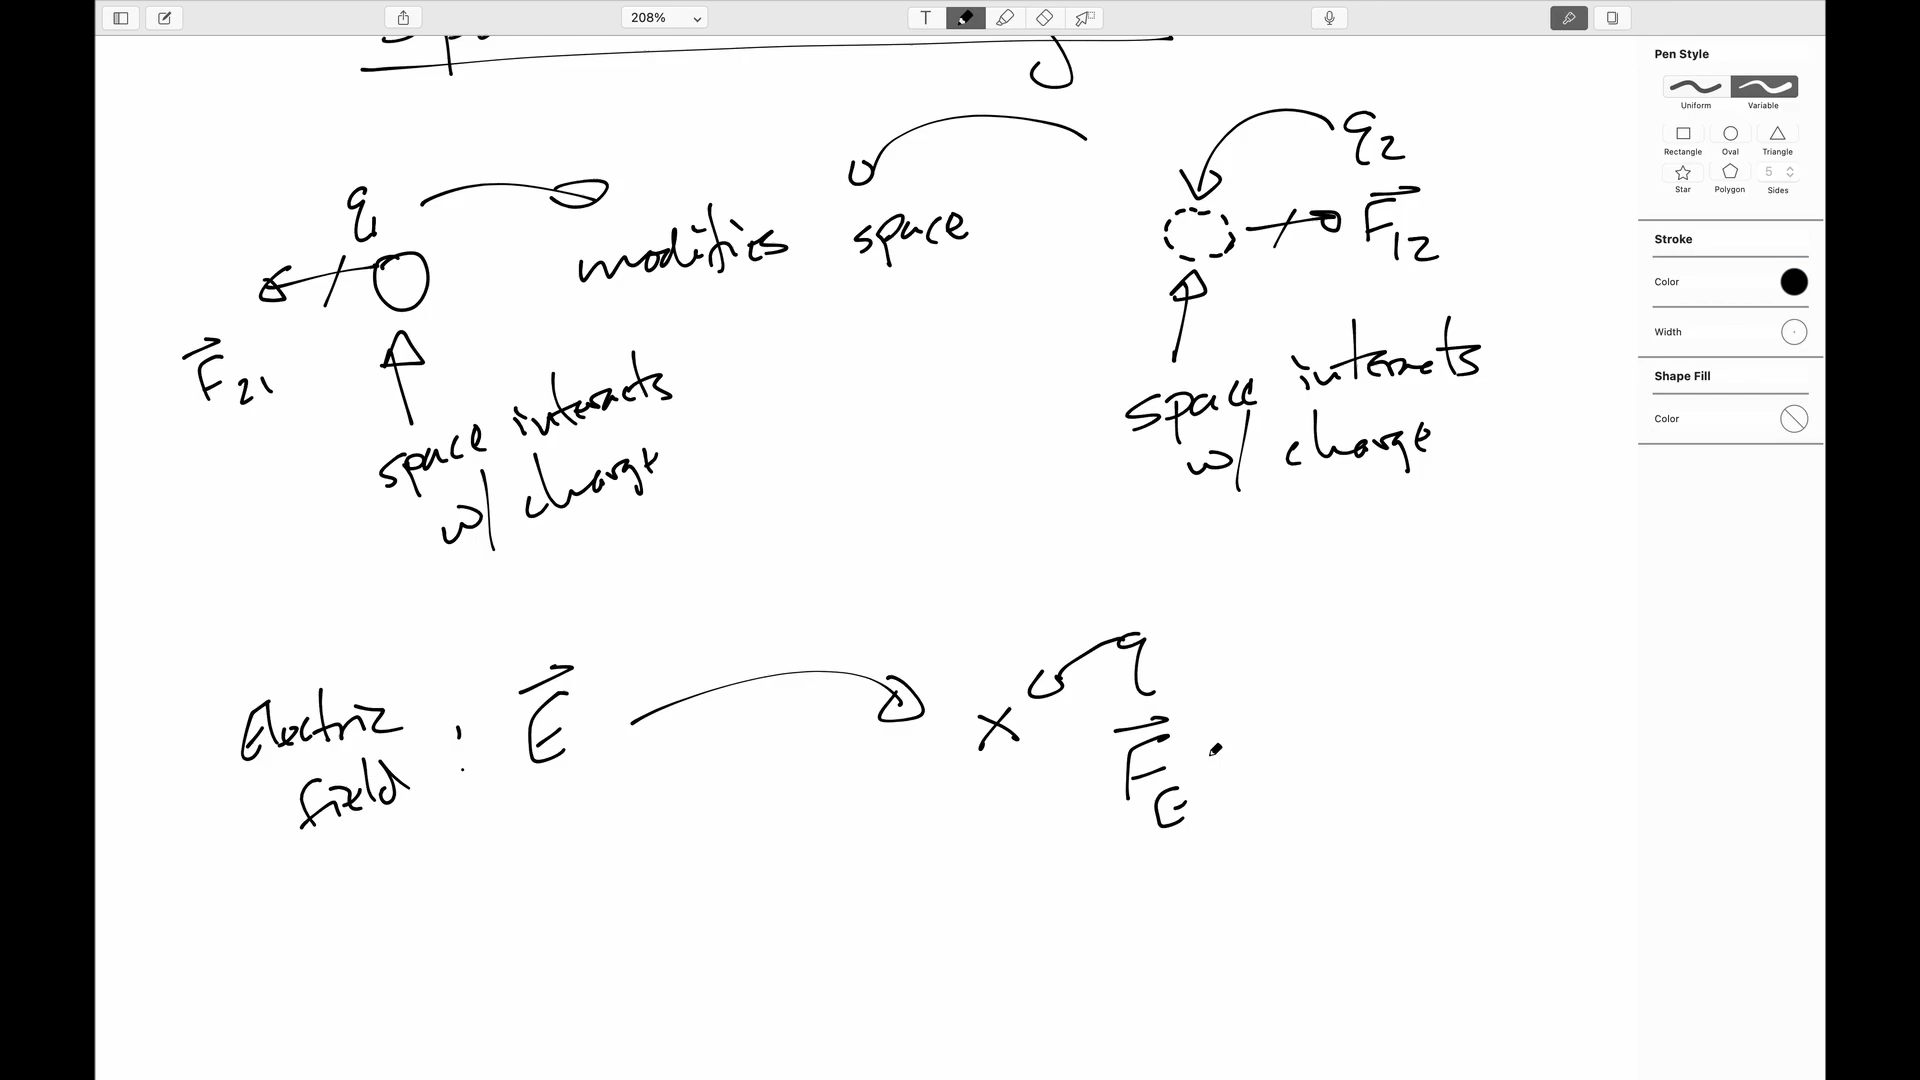 208%
T
Pen Style
Uniform
Variable
Rectangle
Oval
Triangle
Star
Polygon
5
Sides
Stroke
Color
Width
Shape Fill
Color
q1
modifies space
q2
F12
F21
space interacts
w/ charge
space interacts
w/ charge
Electric
field
: E
x
q
FE